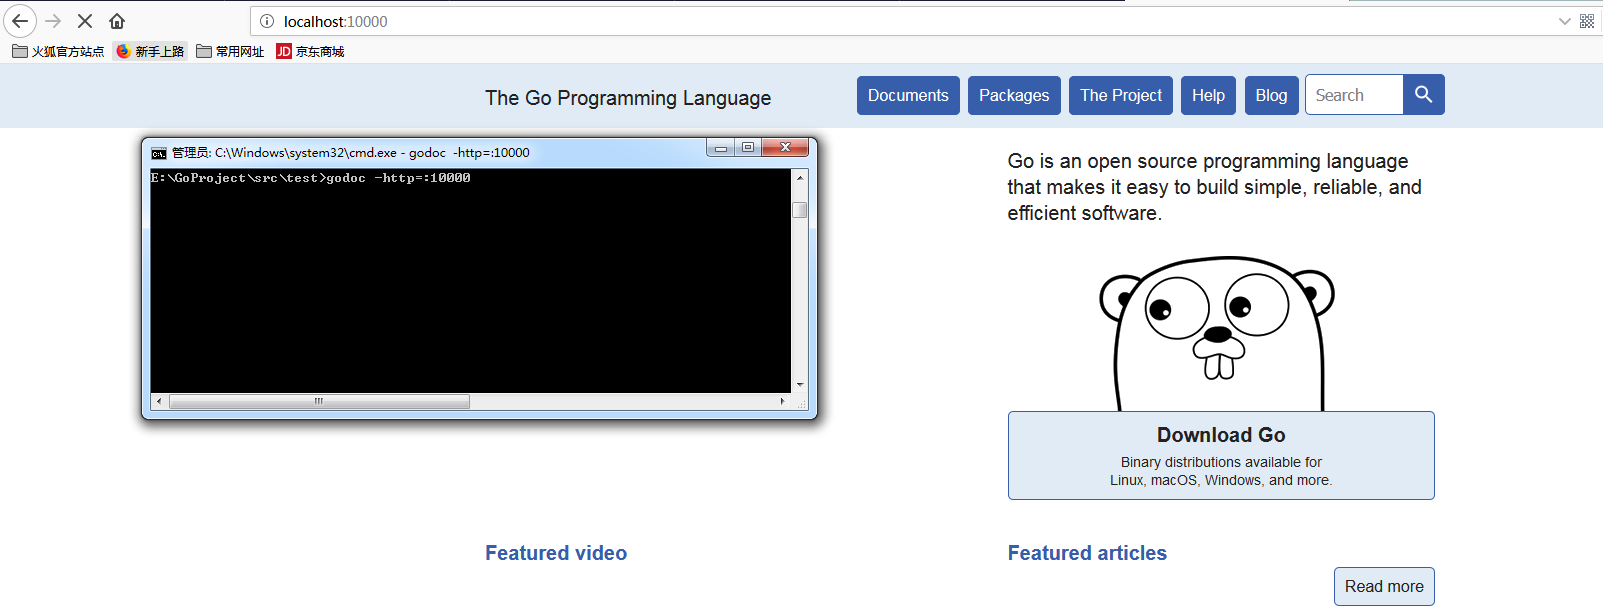 localhost:10000
火狐官方站点 新手上路 常用网址 JD 京东商城
The Go Programming Language Documents Packages The Project Help Blog Search
管理员: C:\Windows\system32\cmd.exe - godoc  -http=:10000
E:\GoProject\src\test>godoc -http=:10000
Go is an open source programming language
that makes it easy to build simple, reliable, and
efficient software.
Download Go
Binary distributions available for
Linux, macOS, Windows, and more.
Featured video Featured articles
Read more